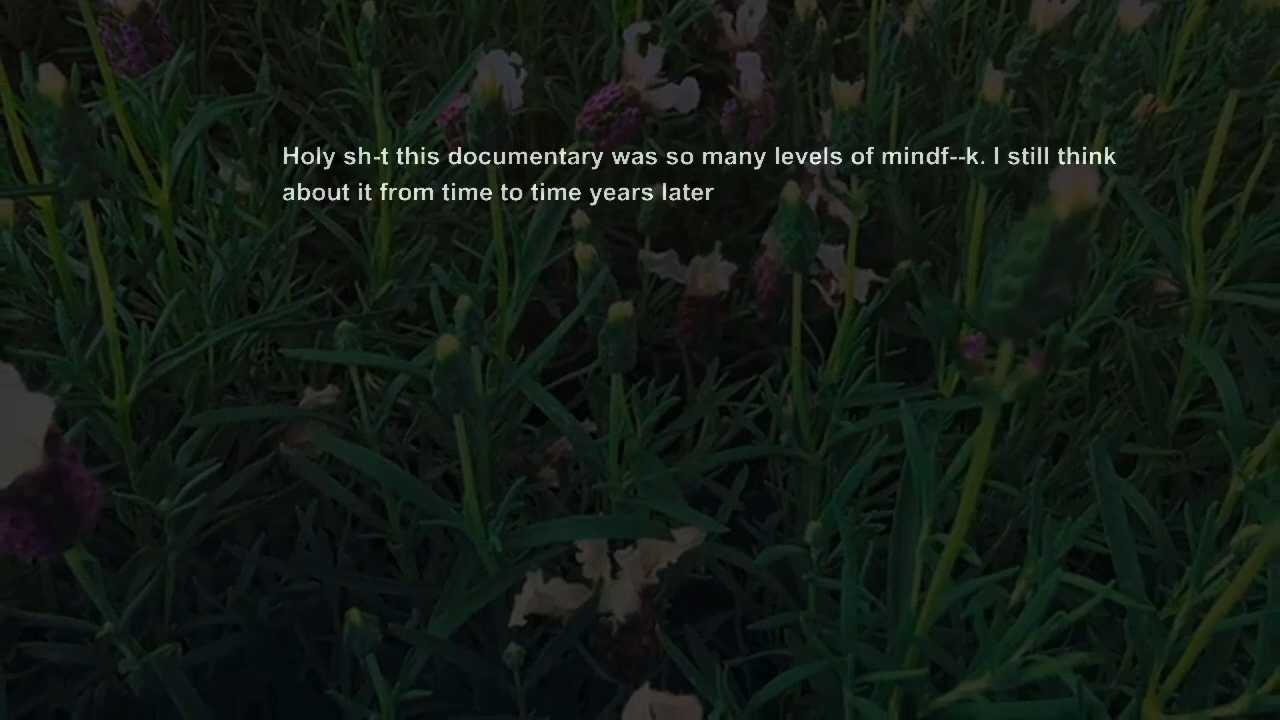 Holy sh-t this documentary was so many levels of mindf--k. I still think
about it from time to time years later